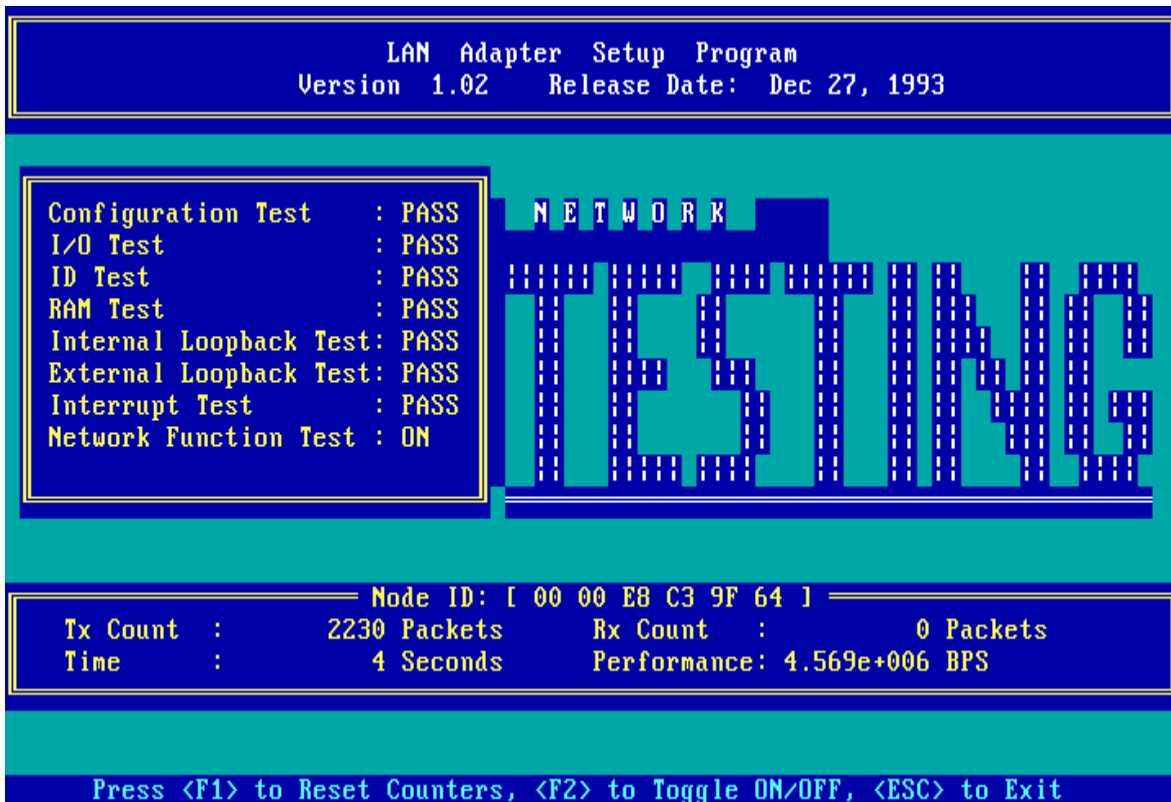 LAN Adapter Setup Program
Version 1.02 Release Date: Dec 27, 1993
Configuration Test : PASS
I/O Test : PASS
ID Test : PASS
RAM Test : PASS
Internal Loopback Test: PASS
External Loopback Test: PASS
Interrupt Test : PASS
Network Function Test : ON
N E T W O R K
TESTING
Node ID: [ 00 00 E8 C3 9F 64 ]
Tx Count : 2230 Packets Rx Count : 0 Packets
Time : 4 Seconds Performance: 4.569e+006 BPS
Press <F1> to Reset Counters, <F2> to Toggle ON/OFF, <ESC> to Exit